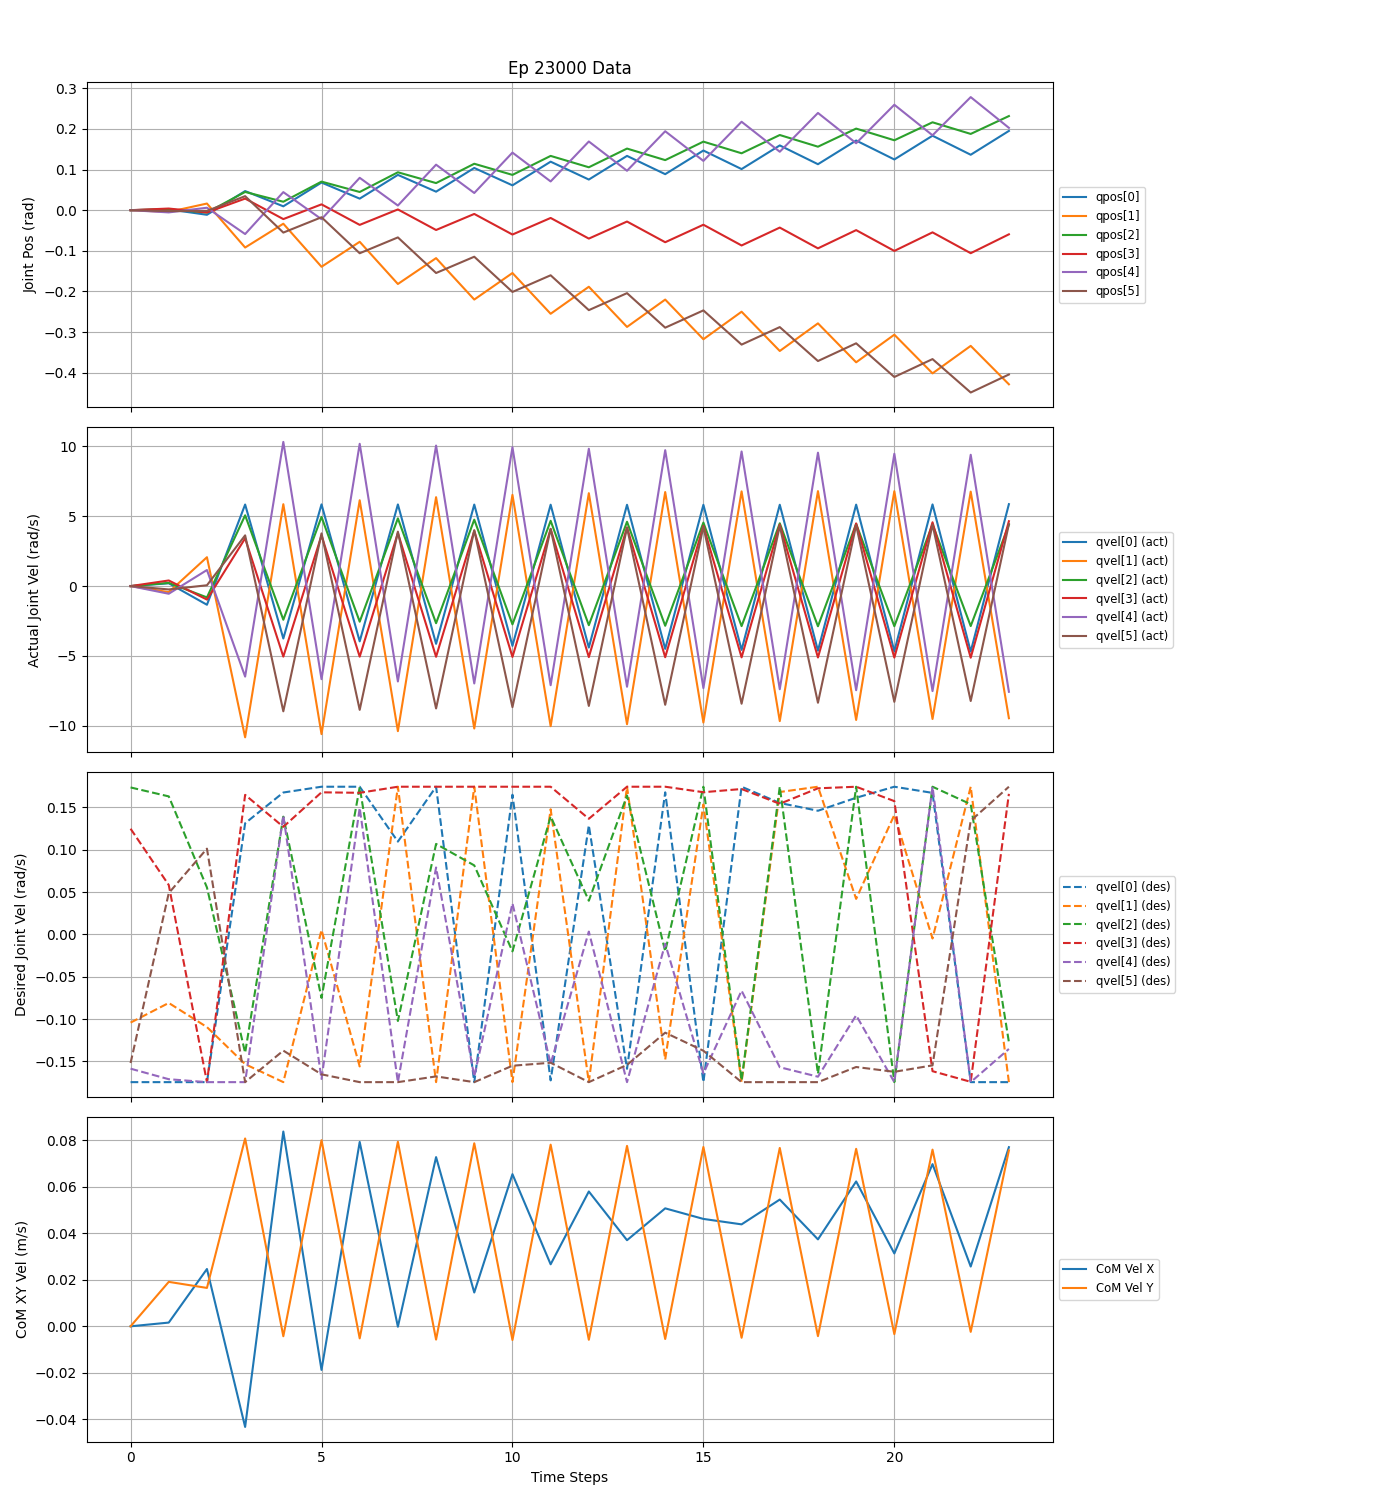 Ep 23000 Data
0.3
0.2
0.1
0.0
−0.1
−0.2
−0.3
−0.4
Joint Pos (rad)
qpos[0]
qpos[1]
qpos[2]
qpos[3]
qpos[4]
qpos[5]
10
5
0
−5
−10
Actual Joint Vel (rad/s)
qvel[0] (act)
qvel[1] (act)
qvel[2] (act)
qvel[3] (act)
qvel[4] (act)
qvel[5] (act)
0.15
0.10
0.05
0.00
−0.05
−0.10
−0.15
Desired Joint Vel (rad/s)
qvel[0] (des)
qvel[1] (des)
qvel[2] (des)
qvel[3] (des)
qvel[4] (des)
qvel[5] (des)
0.08
0.06
0.04
0.02
0.00
−0.02
−0.04
CoM XY Vel (m/s)
CoM Vel X
CoM Vel Y
0 5 10 15 20
Time Steps